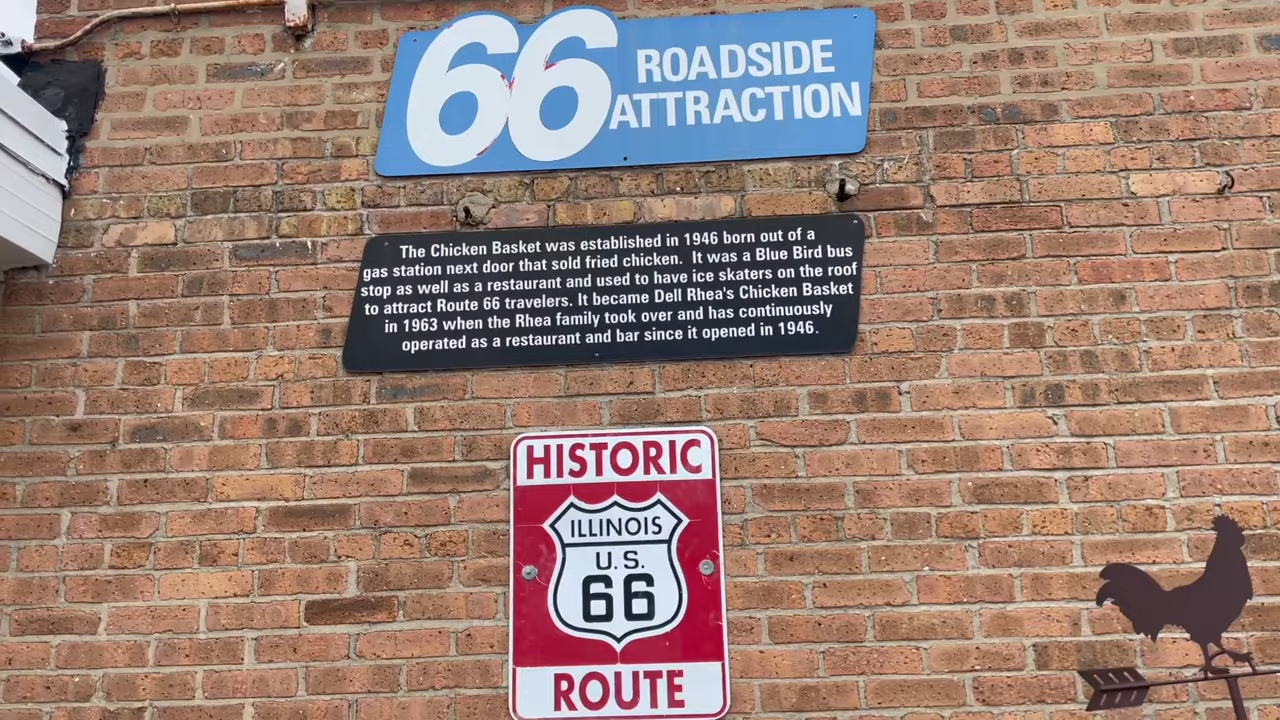 66 ROADSIDE
ATTRACTION
The Chicken Basket was established in 1946 born out of a
gas station next door that sold fried chicken. It was a Blue Bird bus
stop as well as a restaurant and used to have ice skaters on the roof
to attract Route 66 travelers. It became Dell Rhea's Chicken Basket
in 1963 when the Rhea family took over and has continuously
operated as a restaurant and bar since it opened in 1946.
HISTORIC
ILLINOIS
U.S.
66
ROUTE